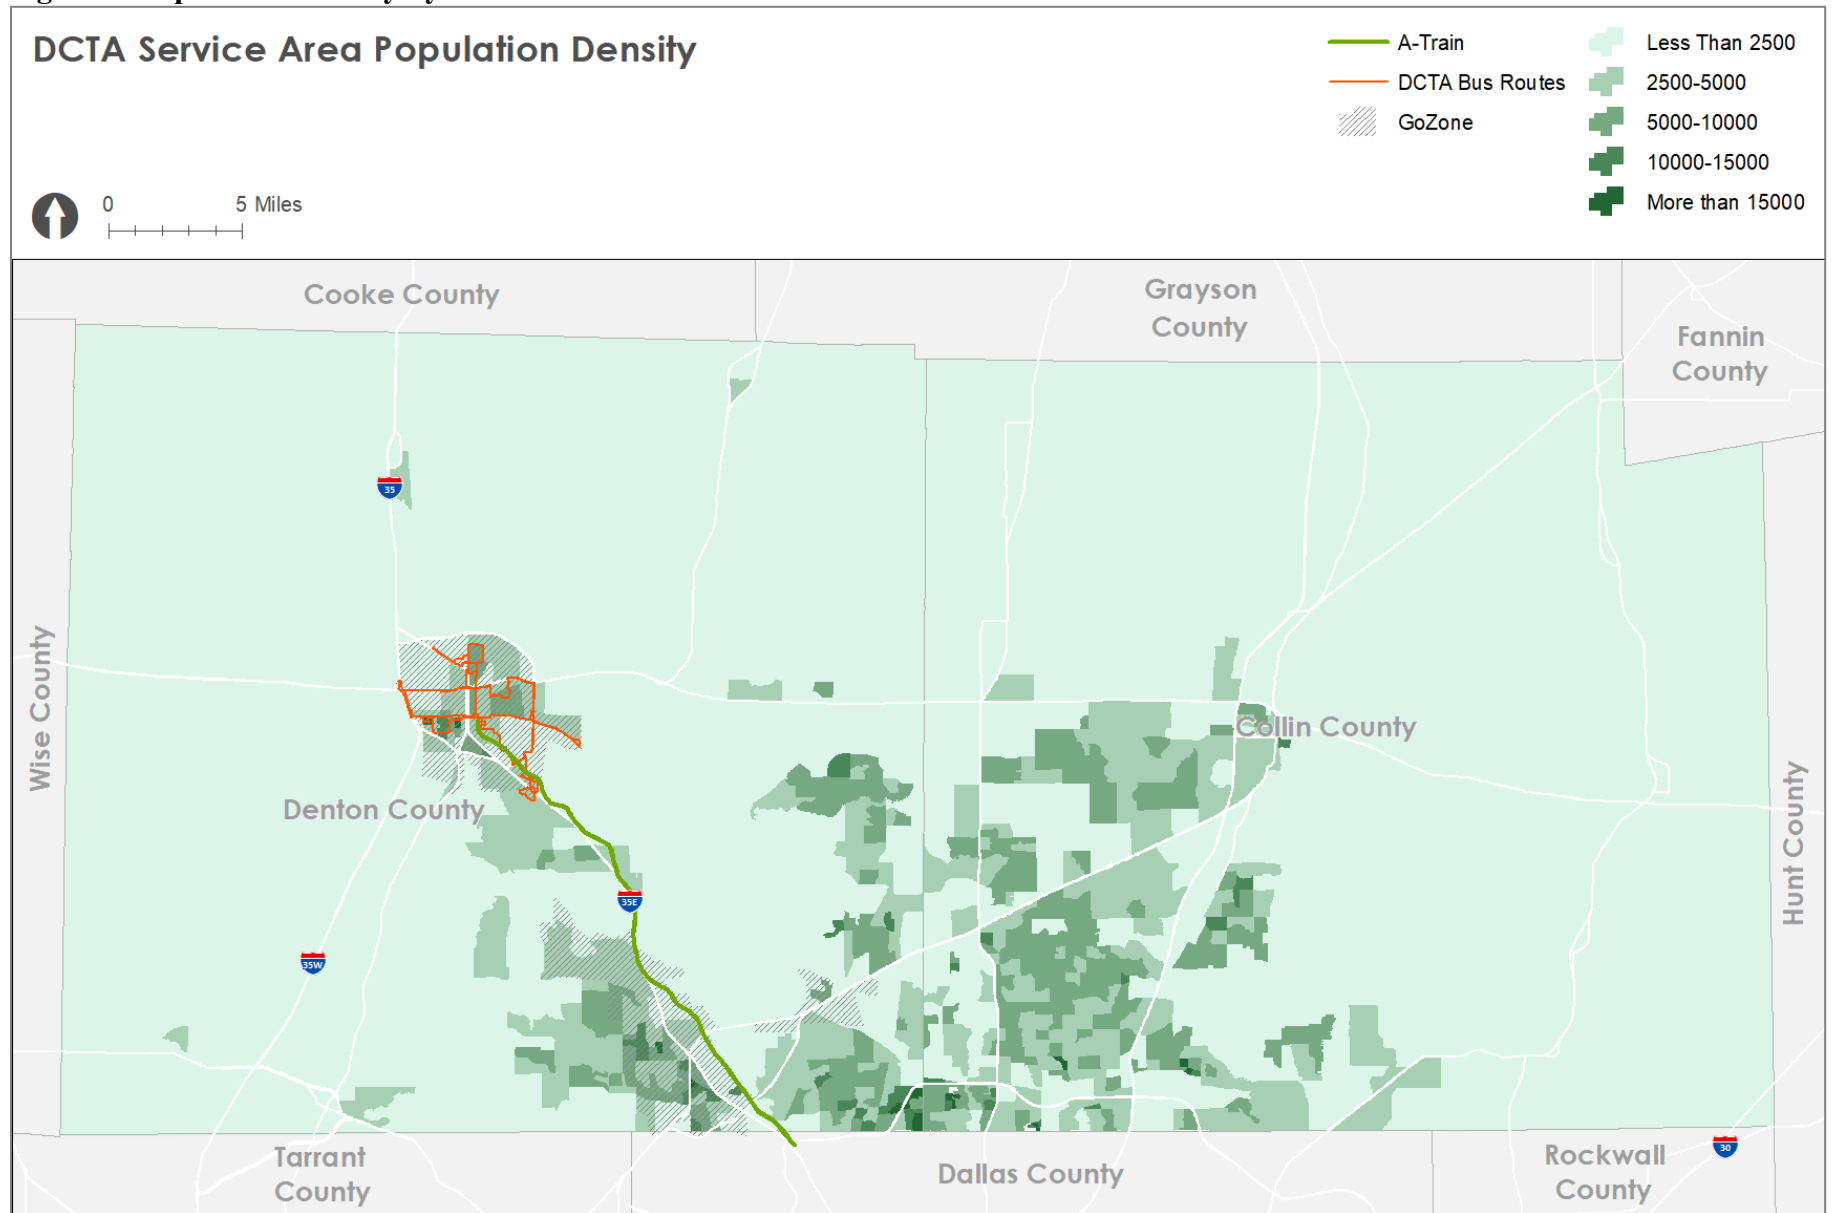 DCTA Service Area Population Density
A-Train
DCTA Bus Routes
GoZone
Less Than 2500
2500-5000
5000-10000
10000-15000
More than 15000
0 5 Miles
Cooke County
Grayson
County
Fannin
County
35
Wise County
Collin County
Denton County
Hunt County
35E
35W
Tarrant
County
Dallas County
Rockwall
County
30